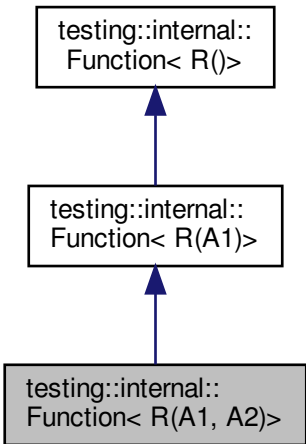 testing::internal::
Function< R()>
testing::internal::
Function< R(A1)>
testing::internal::
Function< R(A1, A2)>